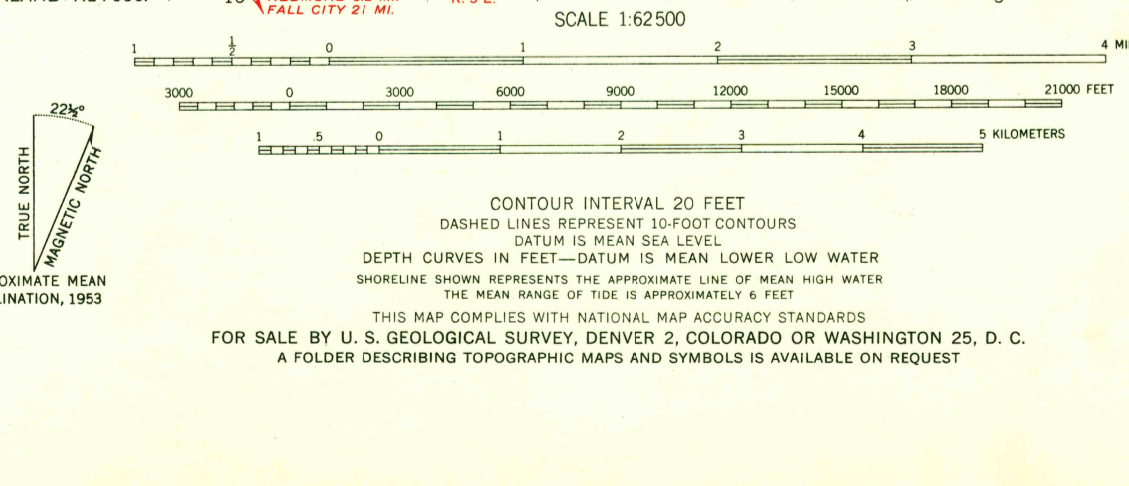 FALL CITY 21 MI.
SCALE 1:62500
1 ½ 0 1 2 3 4
3000 0 3000 6000 9000 12000 15000 18000 21000 FEET
1 .5 0 1 2 3 4 5 KILOMETERS
22½°
TRUE NORTH
MAGNETIC NORTH
OXIMATE MEAN
LINATION, 1953
CONTOUR INTERVAL 20 FEET
DASHED LINES REPRESENT 10-FOOT CONTOURS
DATUM IS MEAN SEA LEVEL
DEPTH CURVES IN FEET—DATUM IS MEAN LOWER LOW WATER
SHORELINE SHOWN REPRESENTS THE APPROXIMATE LINE OF MEAN HIGH WATER
THE MEAN RANGE OF TIDE IS APPROXIMATELY 6 FEET
THIS MAP COMPLIES WITH NATIONAL MAP ACCURACY STANDARDS
FOR SALE BY U. S. GEOLOGICAL SURVEY, DENVER 2, COLORADO OR WASHINGTON 25, D. C.
A FOLDER DESCRIBING TOPOGRAPHIC MAPS AND SYMBOLS IS AVAILABLE ON REQUEST